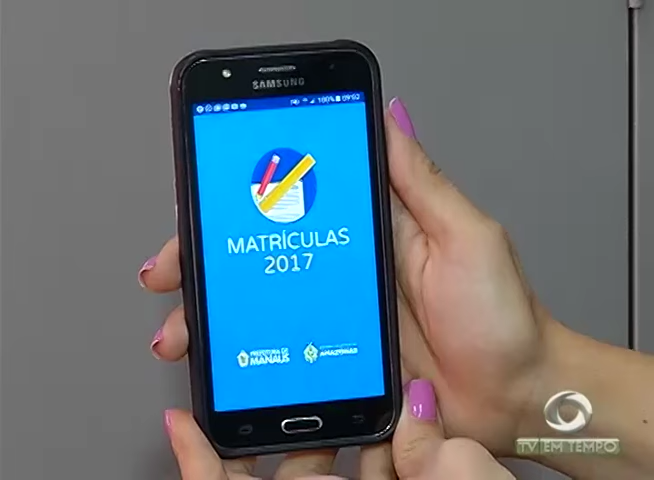 SAMSUNG
100% 09:02
MATRÍCULAS
2017
PREFEITURA DE
MANAUS
AMAZONAS
TV EM TEMPO